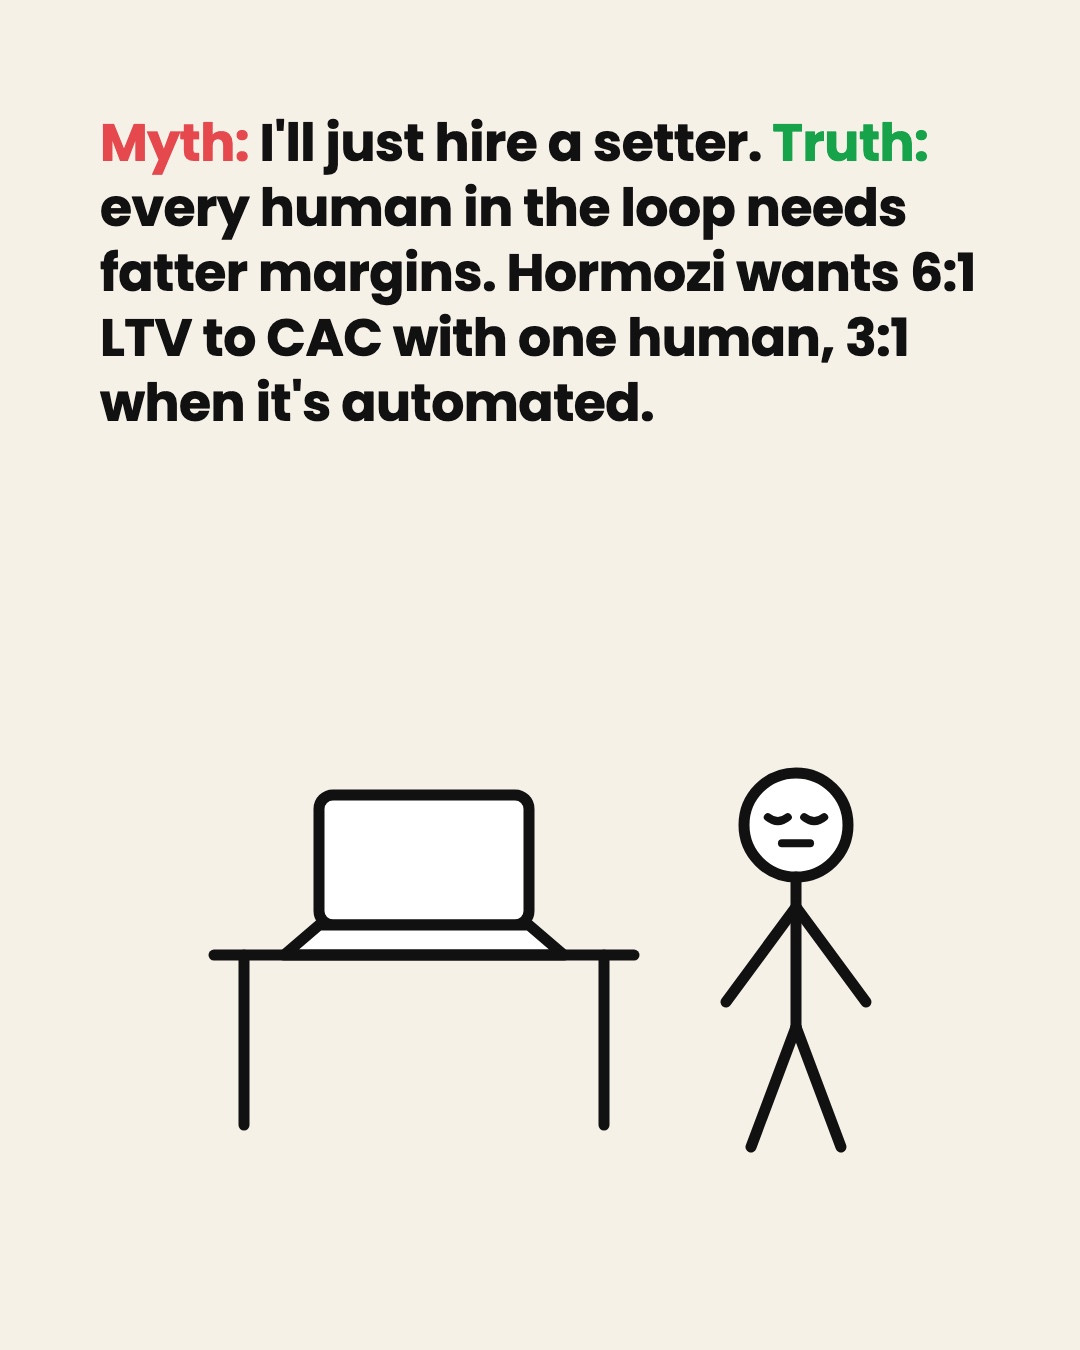 Myth: I'll just hire a setter. Truth:
every human in the loop needs
fatter margins. Hormozi wants 6:1
LTV to CAC with one human, 3:1
when it's automated.